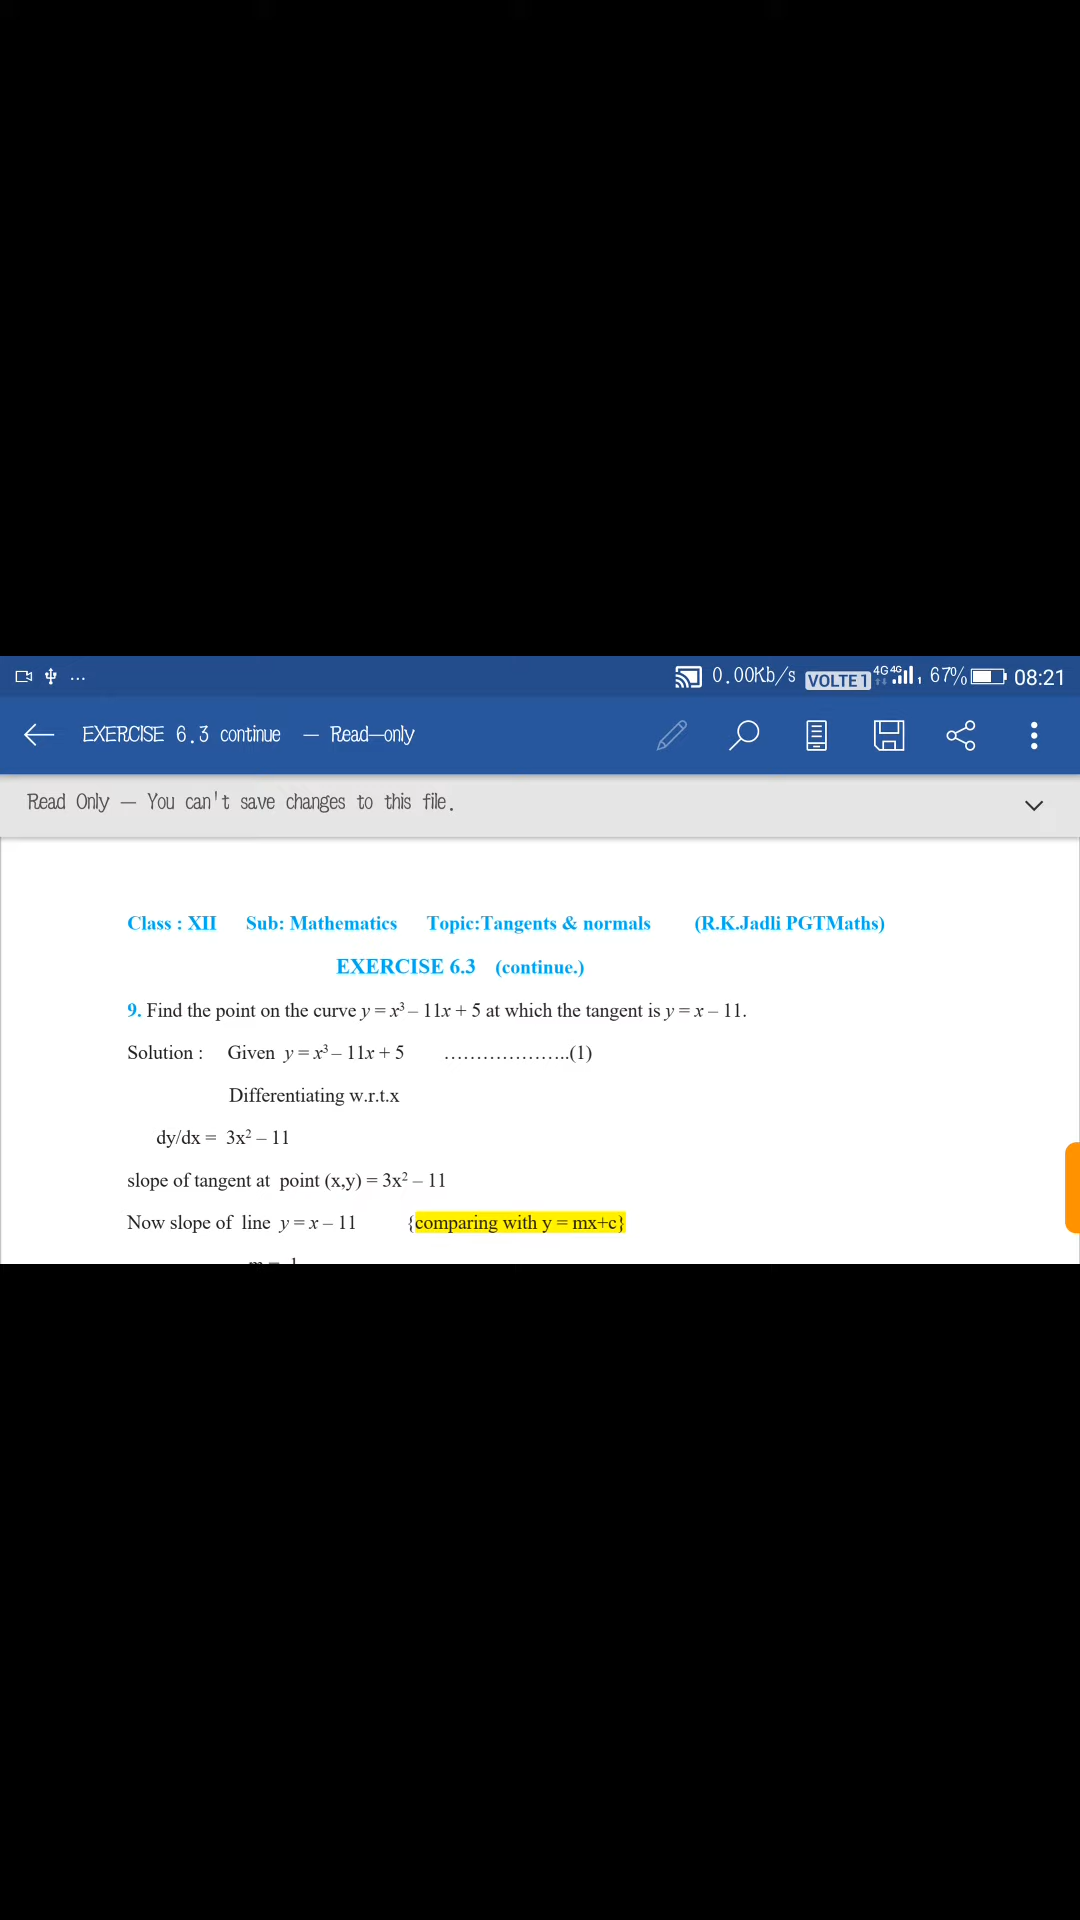 ... 0.00Kb/s VOLTE 1 4G 4G 1 67% 08:21
EXERCISE 6.3 continue – Read-only
Read Only – You can't save changes to this file.
Class : XII Sub: Mathematics Topic:Tangents & normals (R.K.Jadli PGTMaths)
EXERCISE 6.3 (continue.)
9. Find the point on the curve y = x³ – 11x + 5 at which the tangent is y = x – 11.
Solution : Given y = x³ – 11x + 5 ………………..(1)
Differentiating w.r.t.x
dy/dx = 3x² – 11
slope of tangent at point (x,y) = 3x² – 11
Now slope of line y = x – 11 {comparing with y = mx+c}